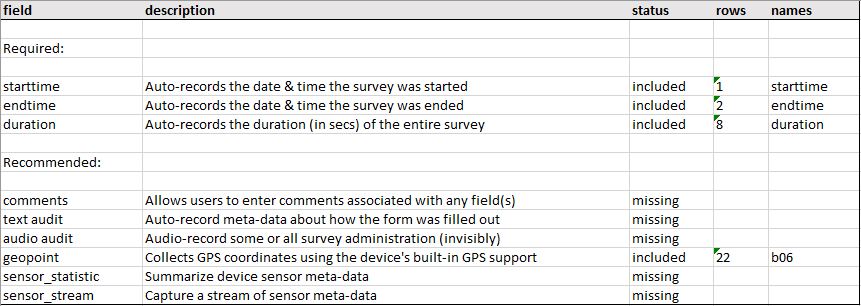 field description status rows names
Required:
starttime Auto-records the date & time the survey was started included 1 starttime
endtime Auto-records the date & time the survey was ended included 2 endtime
duration Auto-records the duration (in secs) of the entire survey included 8 duration
Recommended:
comments Allows users to enter comments associated with any field(s) missing
text audit Auto-record meta-data about how the form was filled out missing
audio audit Audio-record some or all survey administration (invisibly) missing
geopoint Collects GPS coordinates using the device's built-in GPS support included 22 b06
sensor_statistic Summarize device sensor meta-data missing
sensor_stream Capture a stream of sensor meta-data missing